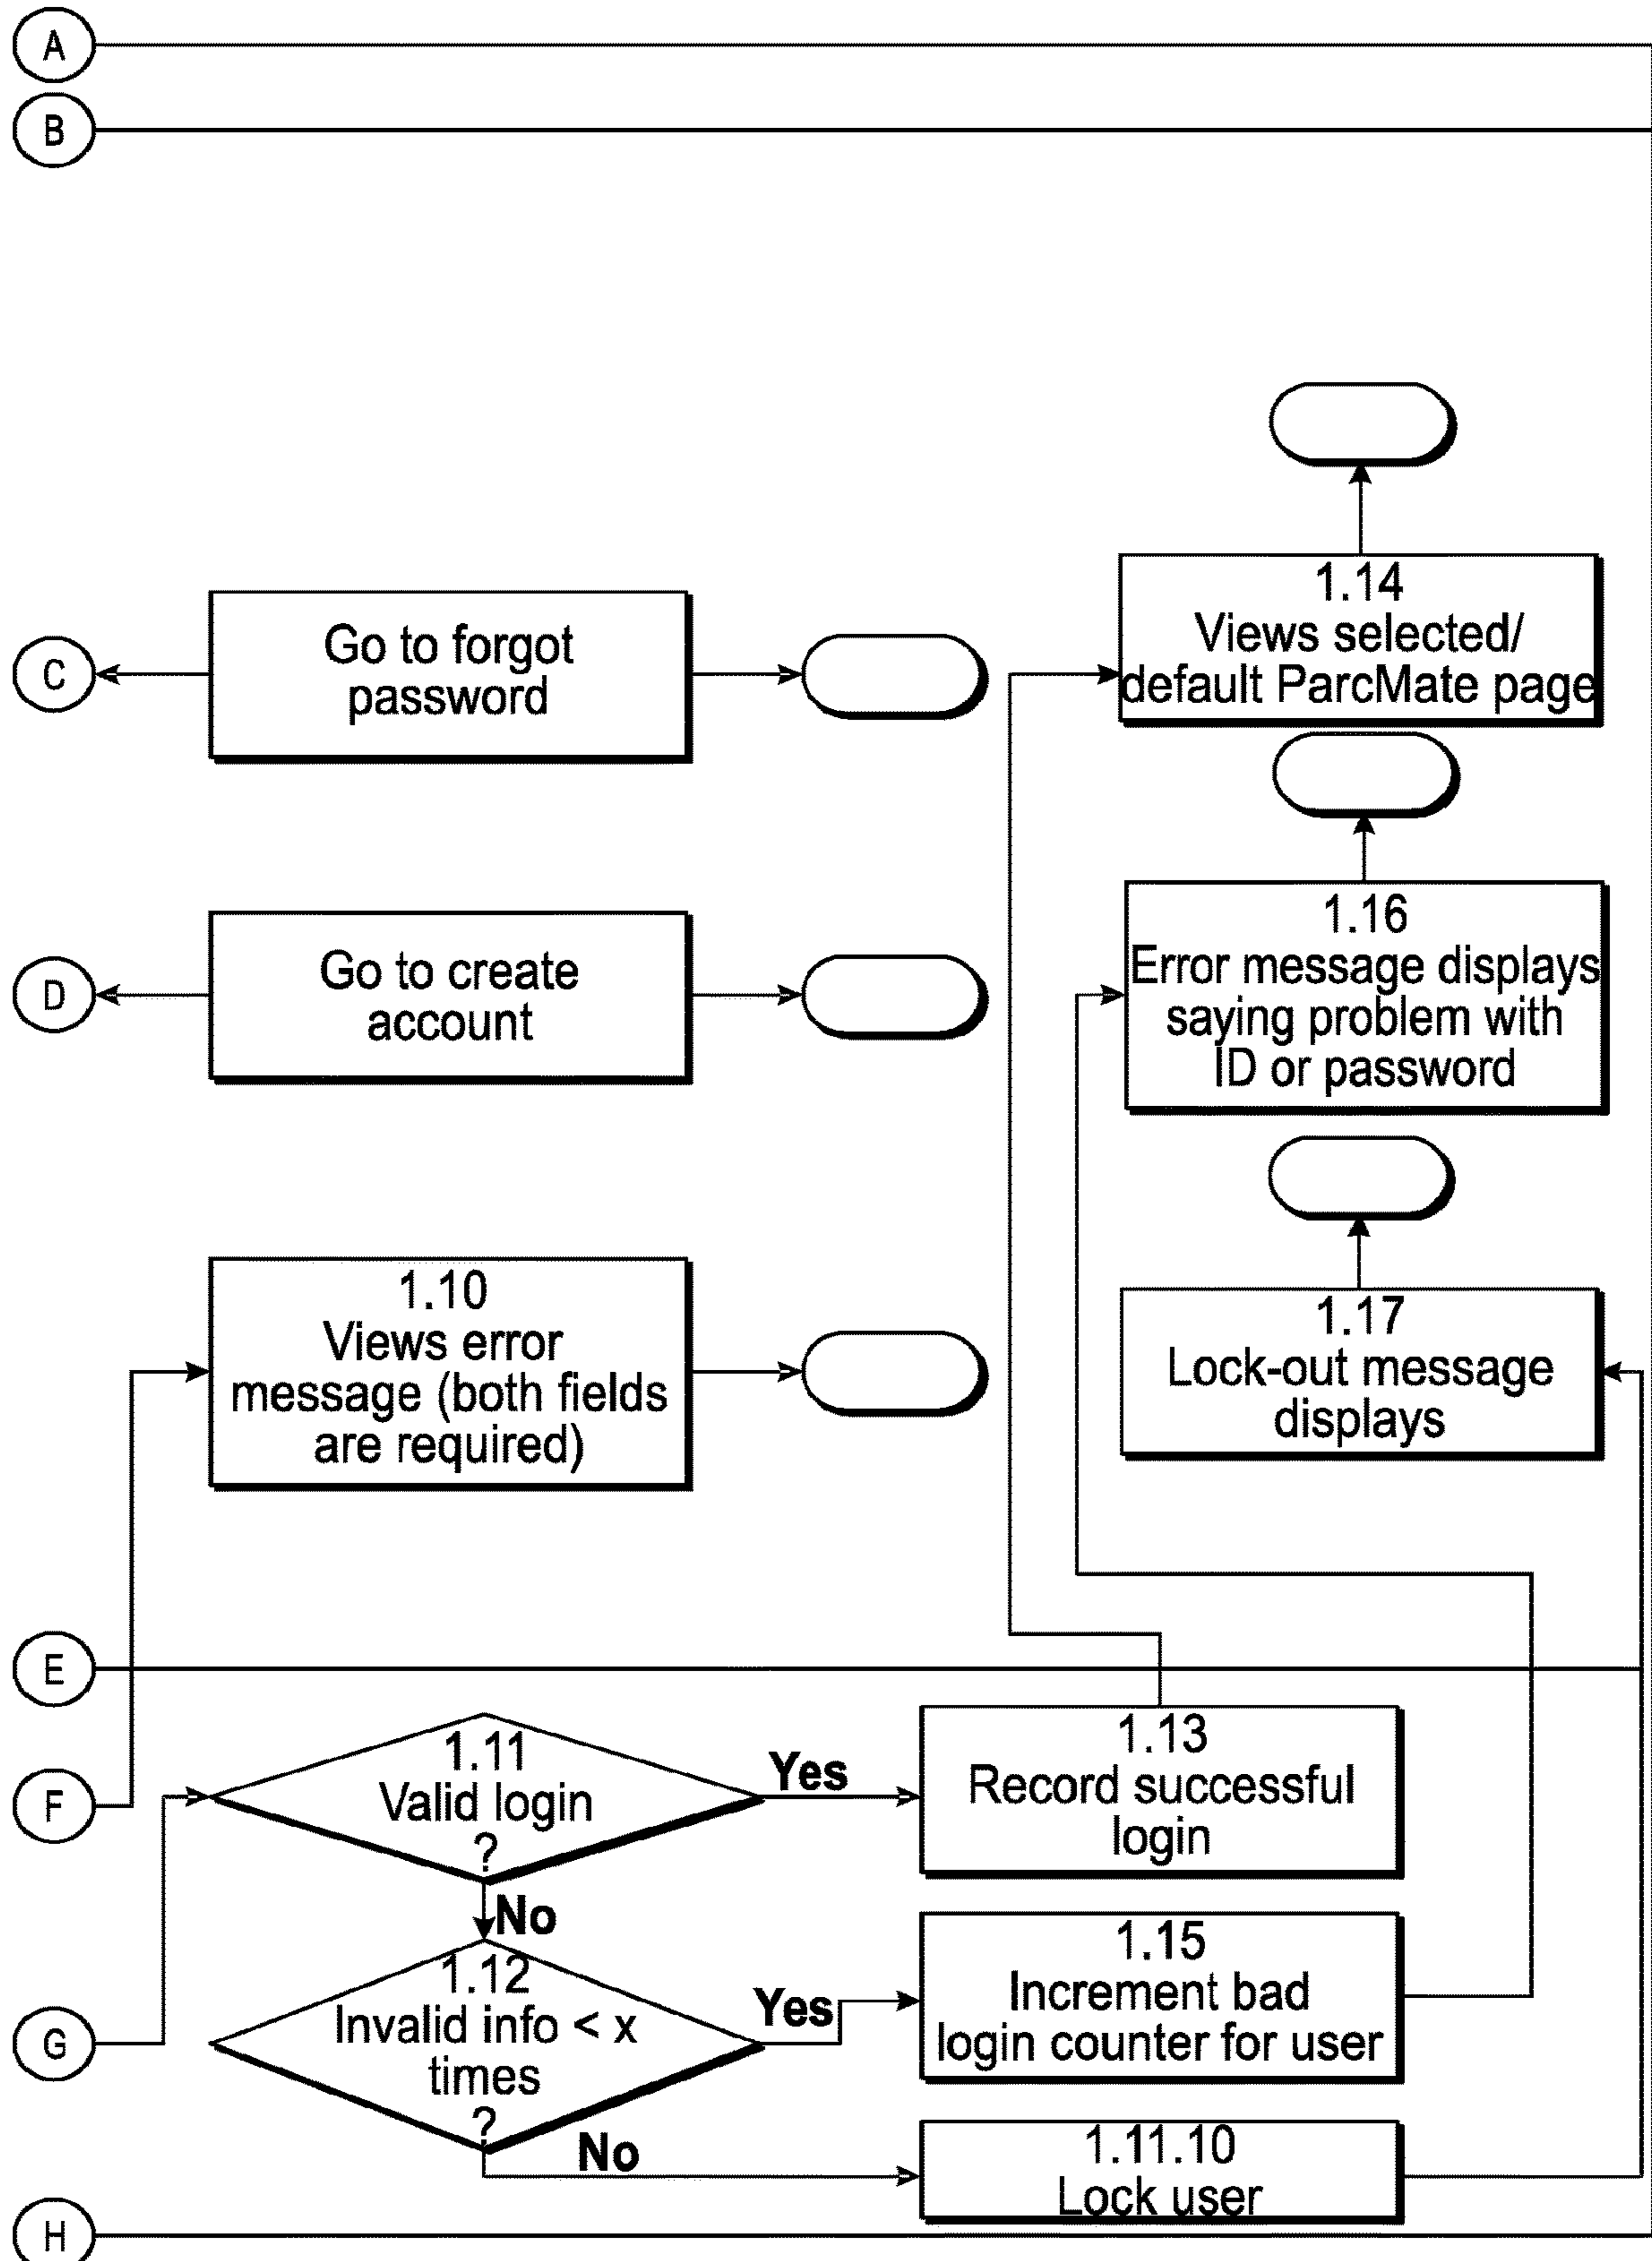 A
B
1.14
Views selected/
default ParcMate page
C
Go to forgot
password
1.16
Error message displays
saying problem with
ID or password
D
Go to create
account
1.10
Views error
message (both fields
are required)
1.17
Lock-out message
displays
E
F
1.11
Valid login
?
Yes
1.13
Record successful
login
No
G
1.12
Invalid info < x
times
?
Yes
1.15
Increment bad
login counter for user
No
1.11.10
Lock user
H